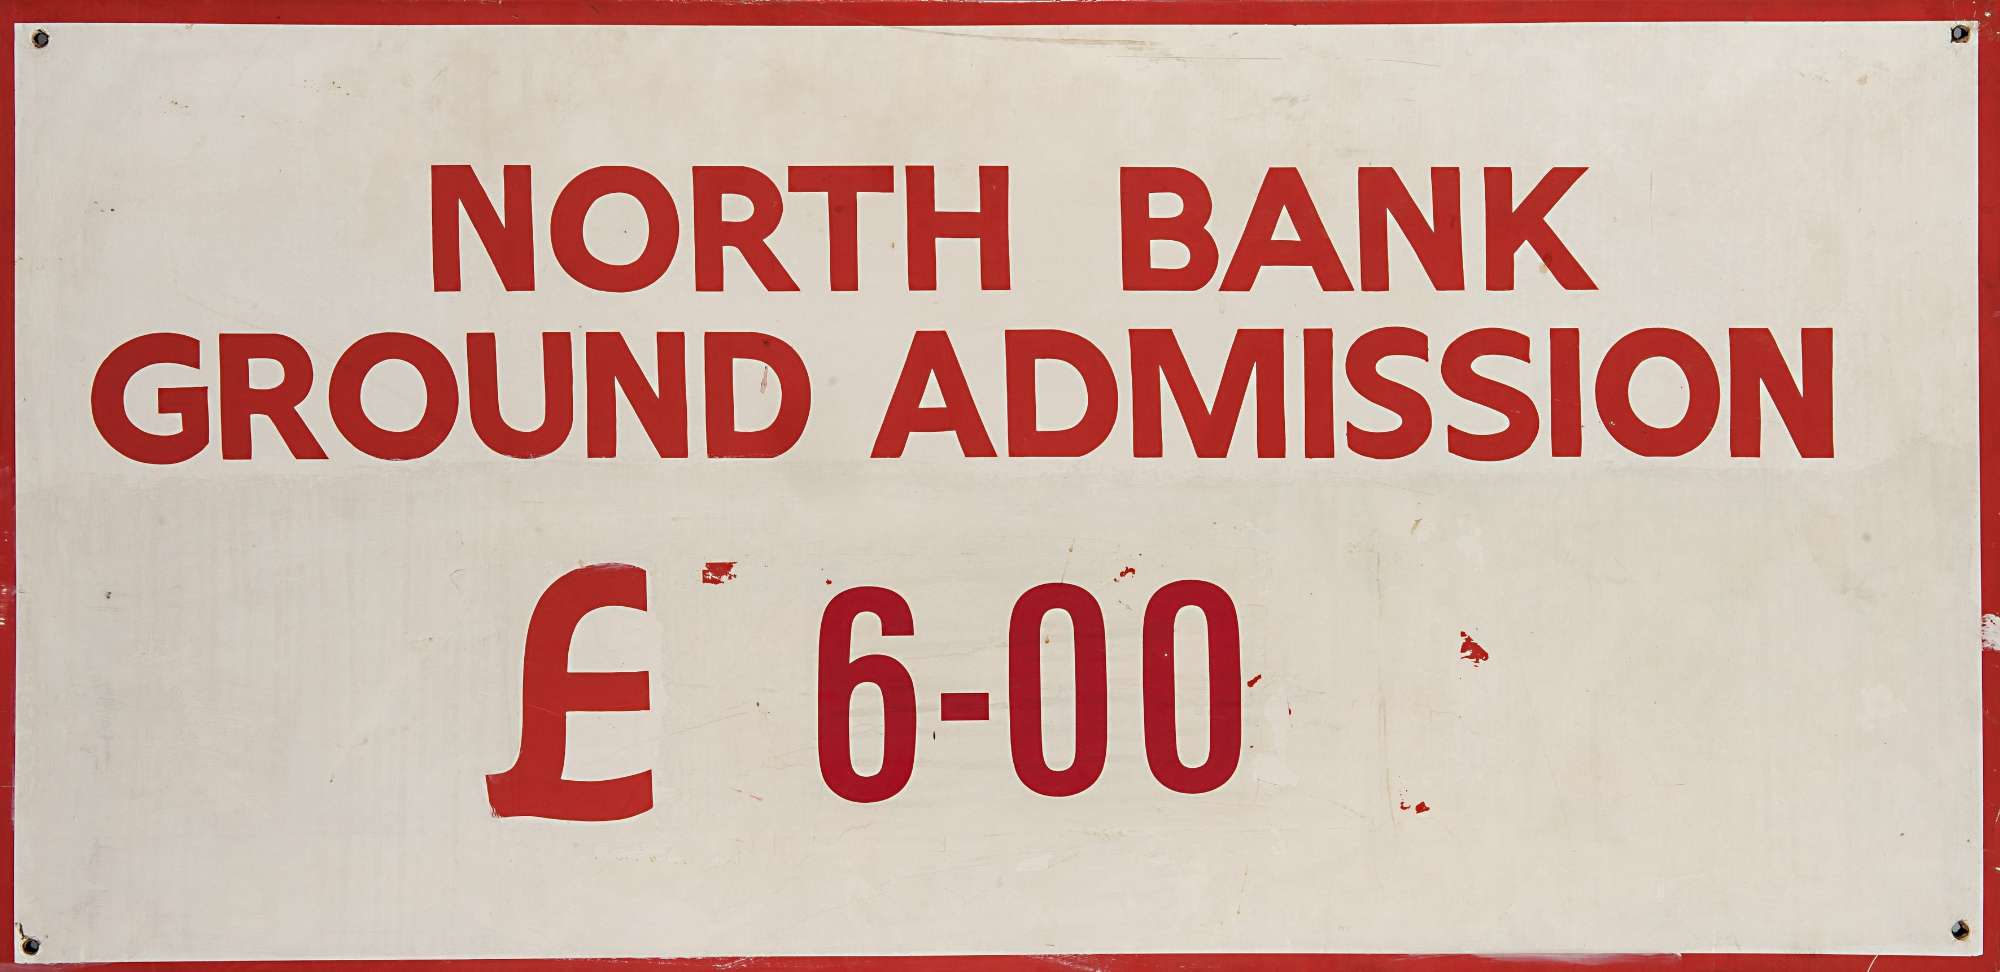 NORTH BANK
GROUND ADMISSION
£ 6-00